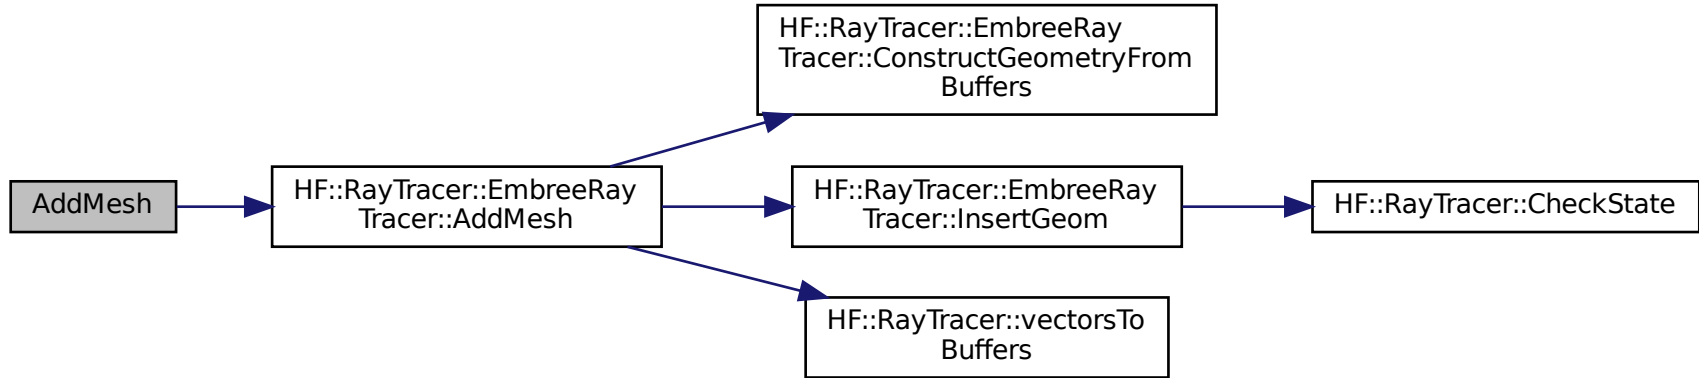 AddMesh
HF::RayTracer::EmbreeRay
Tracer::AddMesh
HF::RayTracer::EmbreeRay
Tracer::ConstructGeometryFrom
Buffers
HF::RayTracer::EmbreeRay
Tracer::InsertGeom
HF::RayTracer::CheckState
HF::RayTracer::vectorsTo
Buffers